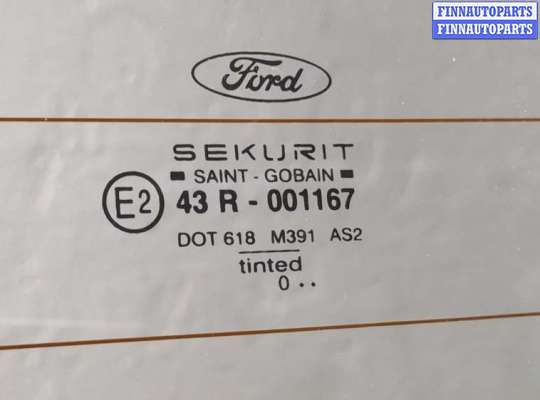 FINNAUTOPARTS
FINNAUTOPARTS
Ford
SEKURIT
SAINT - GOBAIN
E2 43 R - 001167
DOT 618 M391 AS2
tinted
0 ..